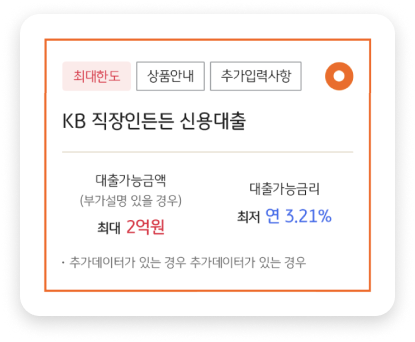 최대한도 상품안내 추가입력사항
KB 직장인든든 신용대출
대출가능금액
(부가설명 있을 경우)
최대 2억원
대출가능금리
최저 연 3.21%
· 추가데이터가 있는 경우 추가데이터가 있는 경우